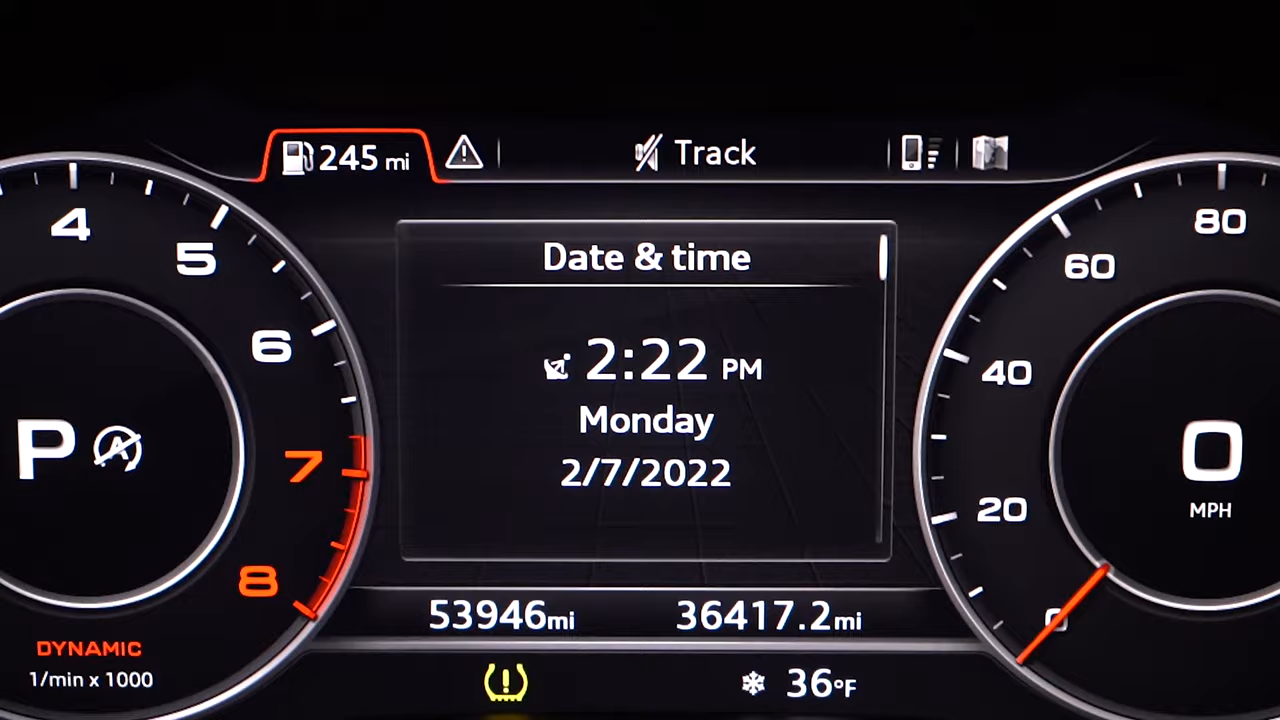 245 mi
Track
4
5
6
7
8
P A
DYNAMIC
1/min x 1000
Date & time
2:22 PM
Monday
2/7/2022
53946mi
36417.2mi
36°F
80
60
40
20
0
0
MPH